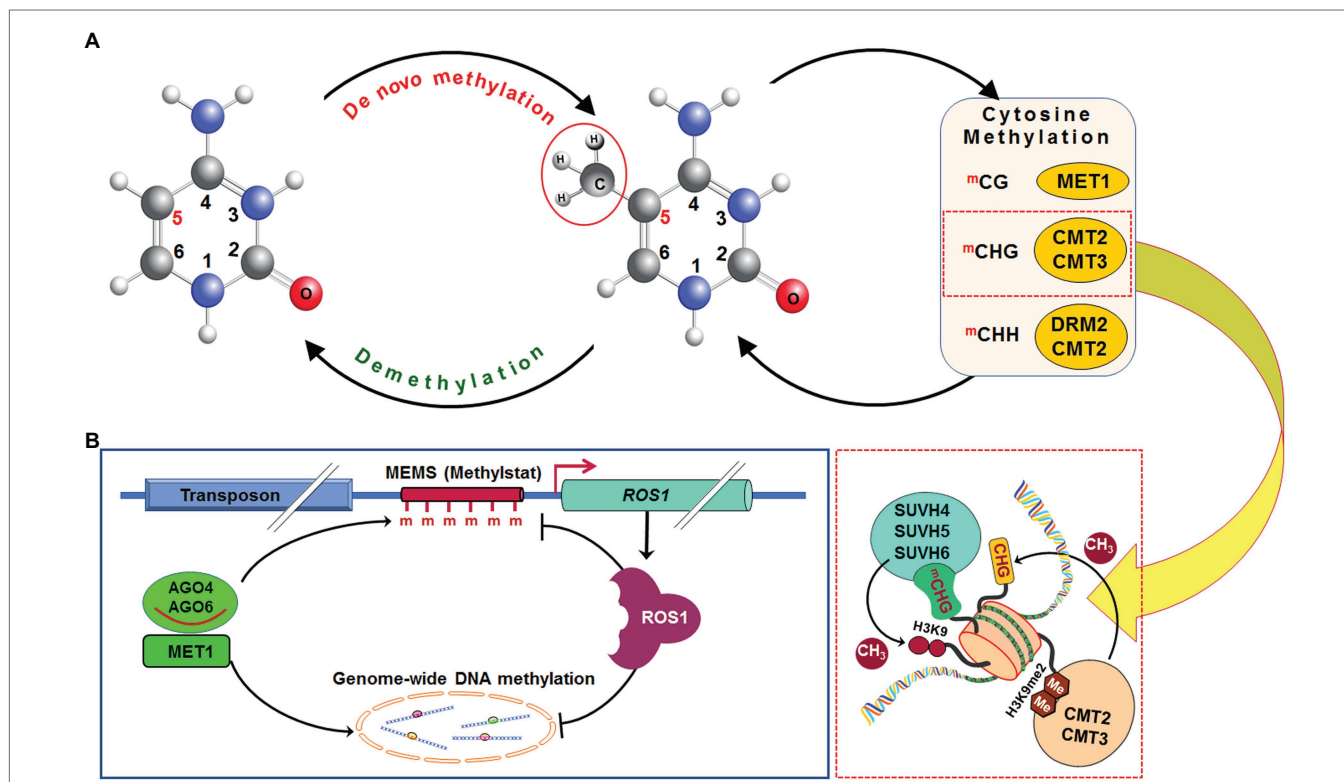 A
De novo methylation
Demethylation
4
5
3
6
1
2
O
H
H
C
H
4
5
3
6
1
2
O
Cytosine
Methylation
mCG
MET1
mCHG
CMT2
CMT3
mCHH
DRM2
CMT2
B
MEMS (Methylstat)
Transposon
ROS1
m m m m m m
AGO4
AGO6
MET1
ROS1
Genome-wide DNA methylation
SUVH4
SUVH5
SUVH6
mCHG
CHG
CH3
H3K9
CH3
H3K9me2
Me
Me
CMT2
CMT3